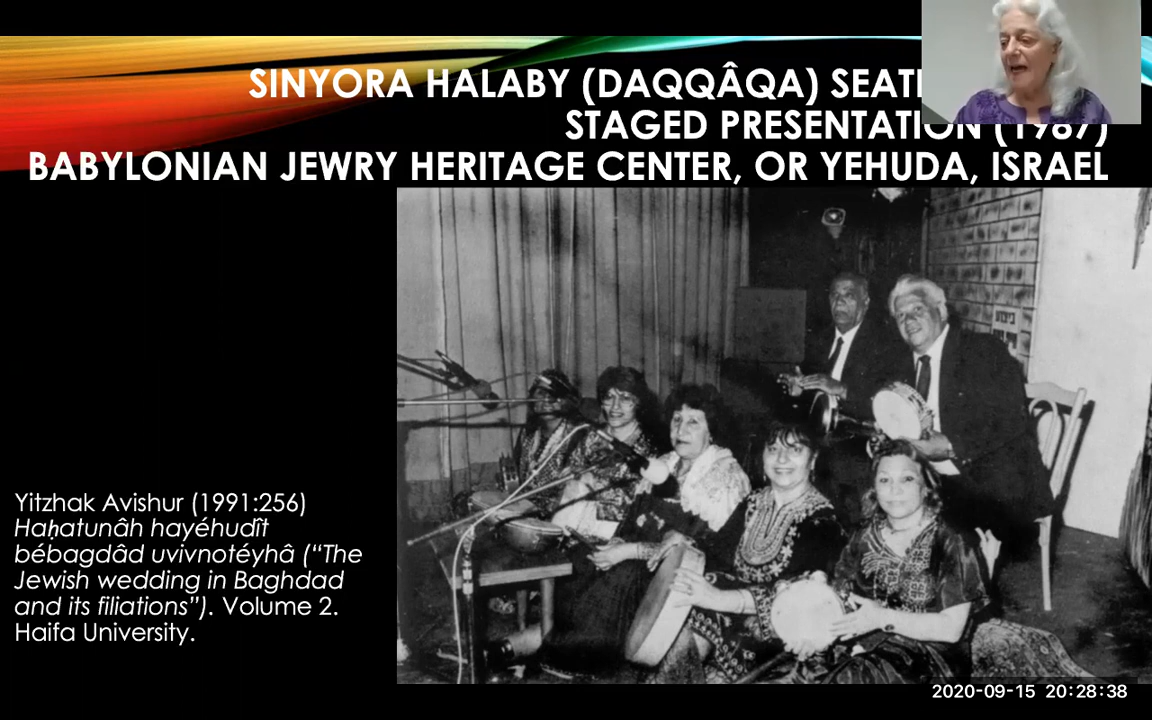 SINYORA HALABY (DAQQÂQA)
STAGED PRESENTATION (1987)
BABYLONIAN JEWRY HERITAGE CENTER, OR YEHUDA, ISRAEL
Yitzhak Avishur (1991:256)
Haḥatunâh hayéhudît
bébagdâd uvivnotéyhâ (“The
Jewish wedding in Baghdad
and its filiations”). Volume 2.
Haifa University.
2020-09-15 20:28:38